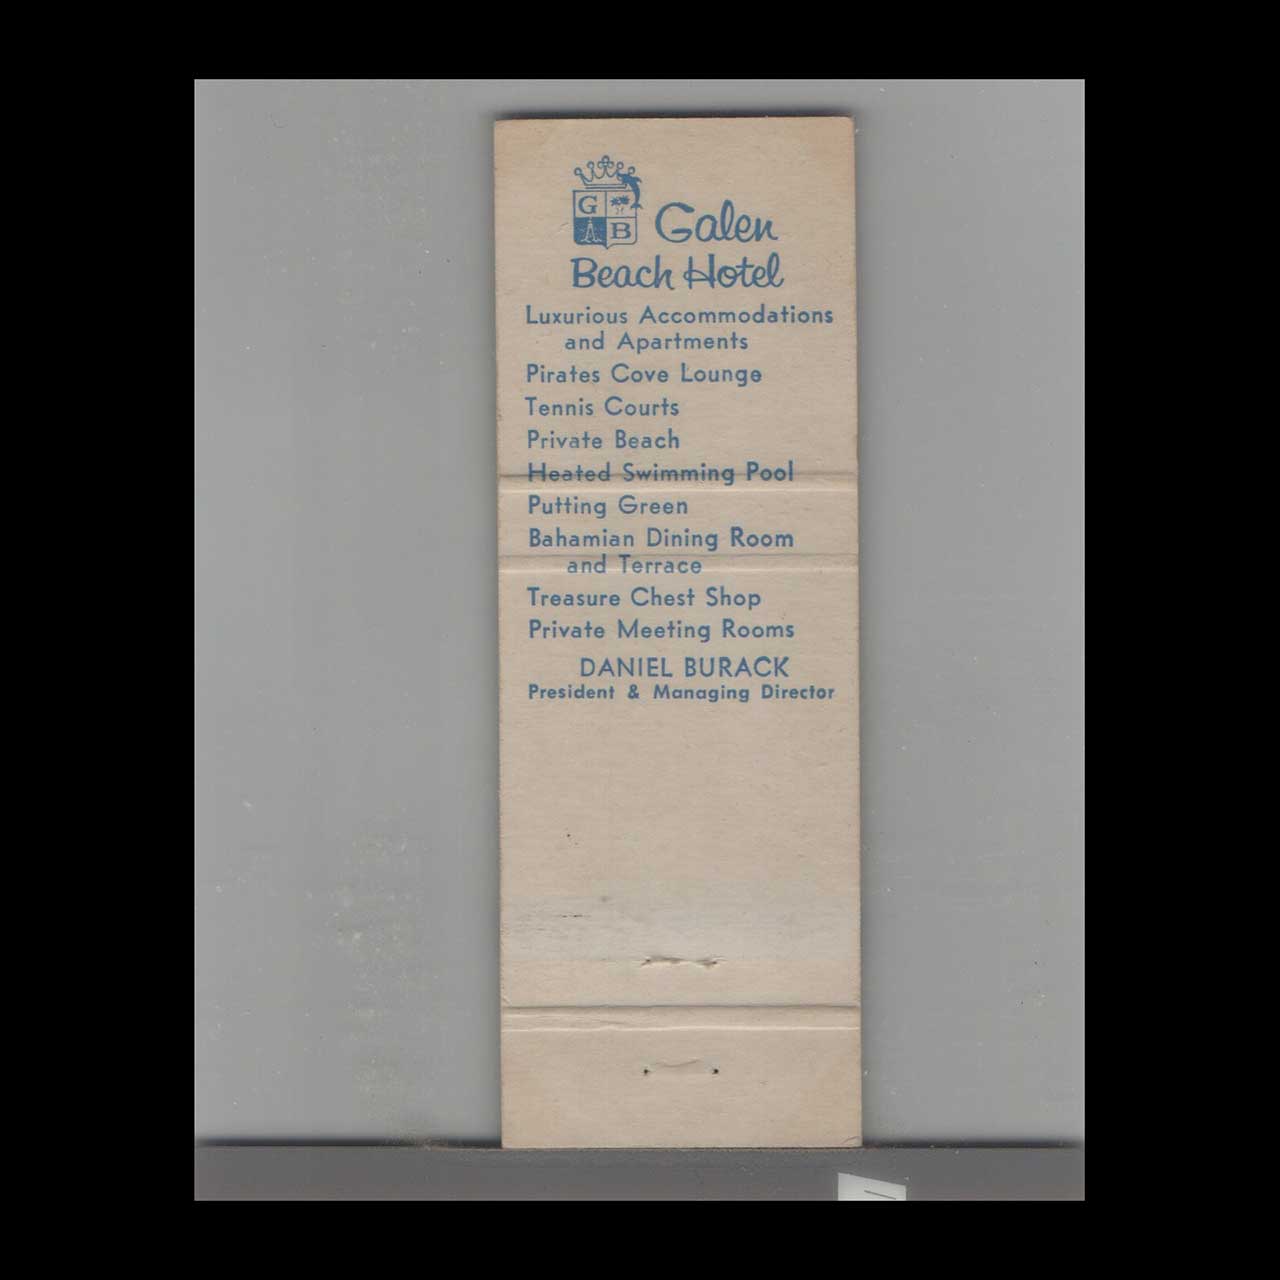 G
B
Galen
Beach Hotel
Luxurious Accommodations
and Apartments
Pirates Cove Lounge
Tennis Courts
Private Beach
Heated Swimming Pool
Putting Green
Bahamian Dining Room
and Terrace
Treasure Chest Shop
Private Meeting Rooms
DANIEL BURACK
President & Managing Director